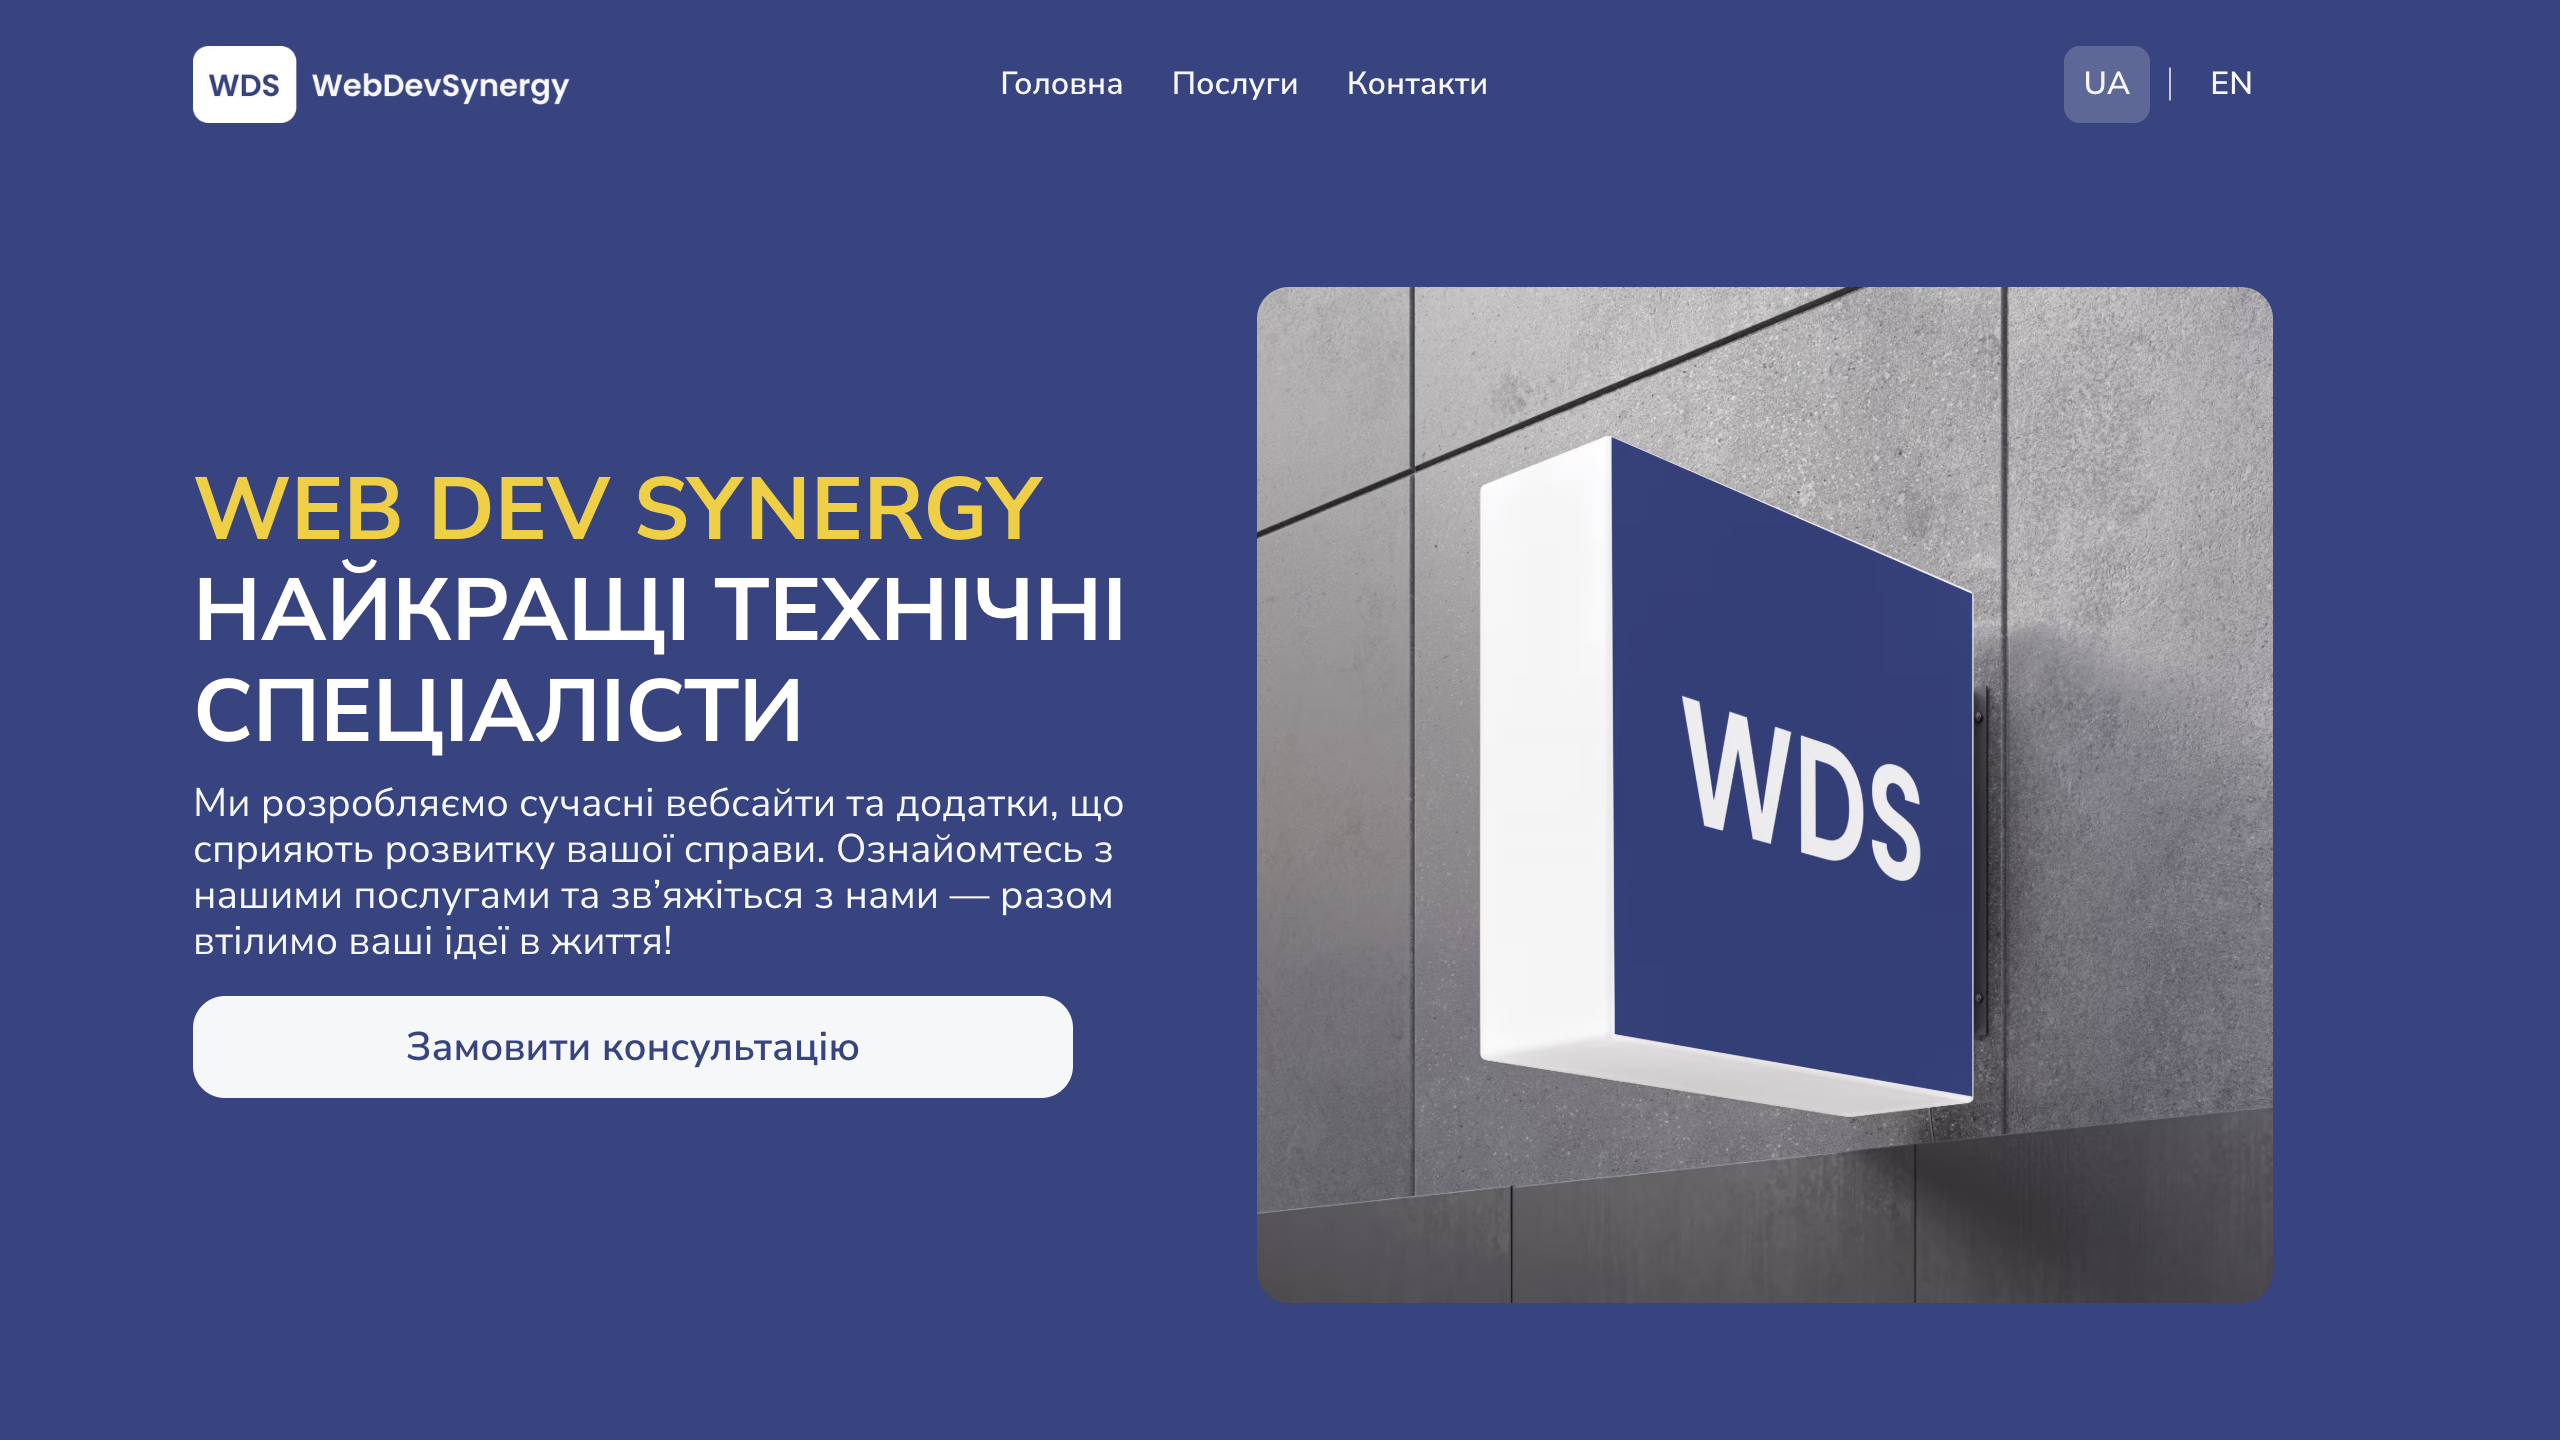 WDS WebDevSynergy
Головна Послуги Контакти
UA | EN
WEB DEV SYNERGY
НАЙКРАЩІ ТЕХНІЧНІ
СПЕЦІАЛІСТИ
Ми розробляємо сучасні вебсайти та додатки, що
сприяють розвитку вашої справи. Ознайомтесь з
нашими послугами та зв’яжіться з нами — разом
втілимо ваші ідеї в життя!
Замовити консультацію
WDS